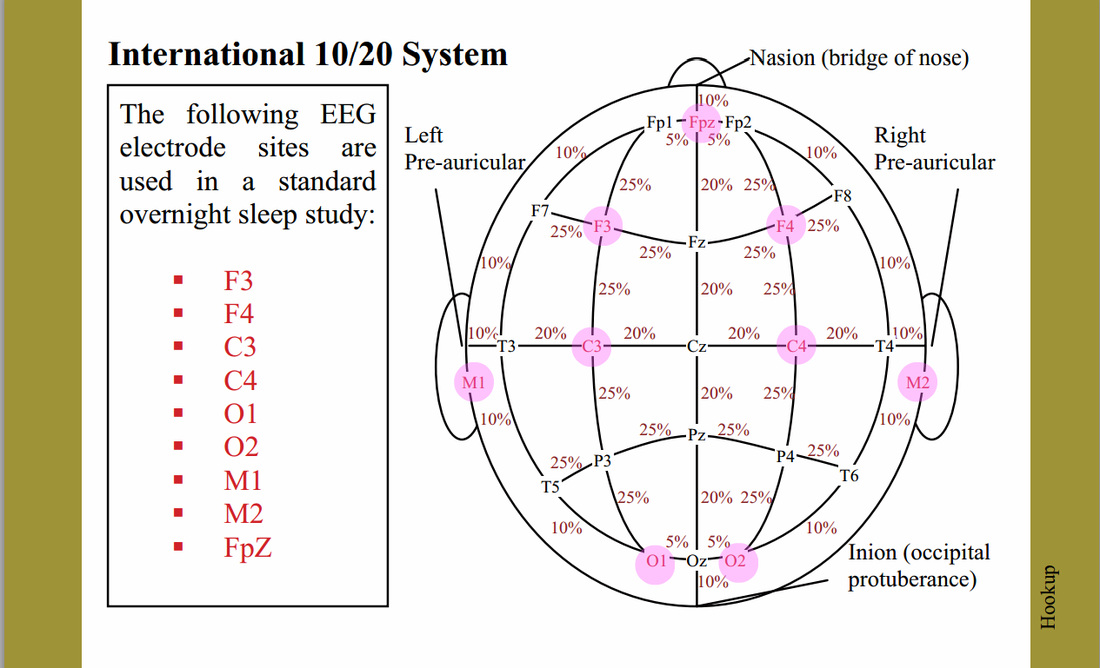 International 10/20 System
The following EEG
electrode sites are
used in a standard
overnight sleep study:
▪ F3
▪ F4
▪ C3
▪ C4
▪ O1
▪ O2
▪ M1
▪ M2
▪ FpZ
Nasion (bridge of nose)
Left
Pre-auricular
Right
Pre-auricular
10%
Fp1 Fpz Fp2
5% 5%
10% 10%
25% 20% 25%
F7 F8
25% F3 F4 25%
Fz
25% 25%
10% 10%
25% 20% 25%
10% 20% 20% 20% 20% 10%
T3 C3 Cz C4 T4
M1 M2
25% 20% 25%
10% 10%
25% 25%
Pz
25% P3 P4 25%
T5 T6
25% 20% 25%
10% 10%
5% 5%
O1 Oz O2
10%
Inion (occipital
protuberance)
Hookup